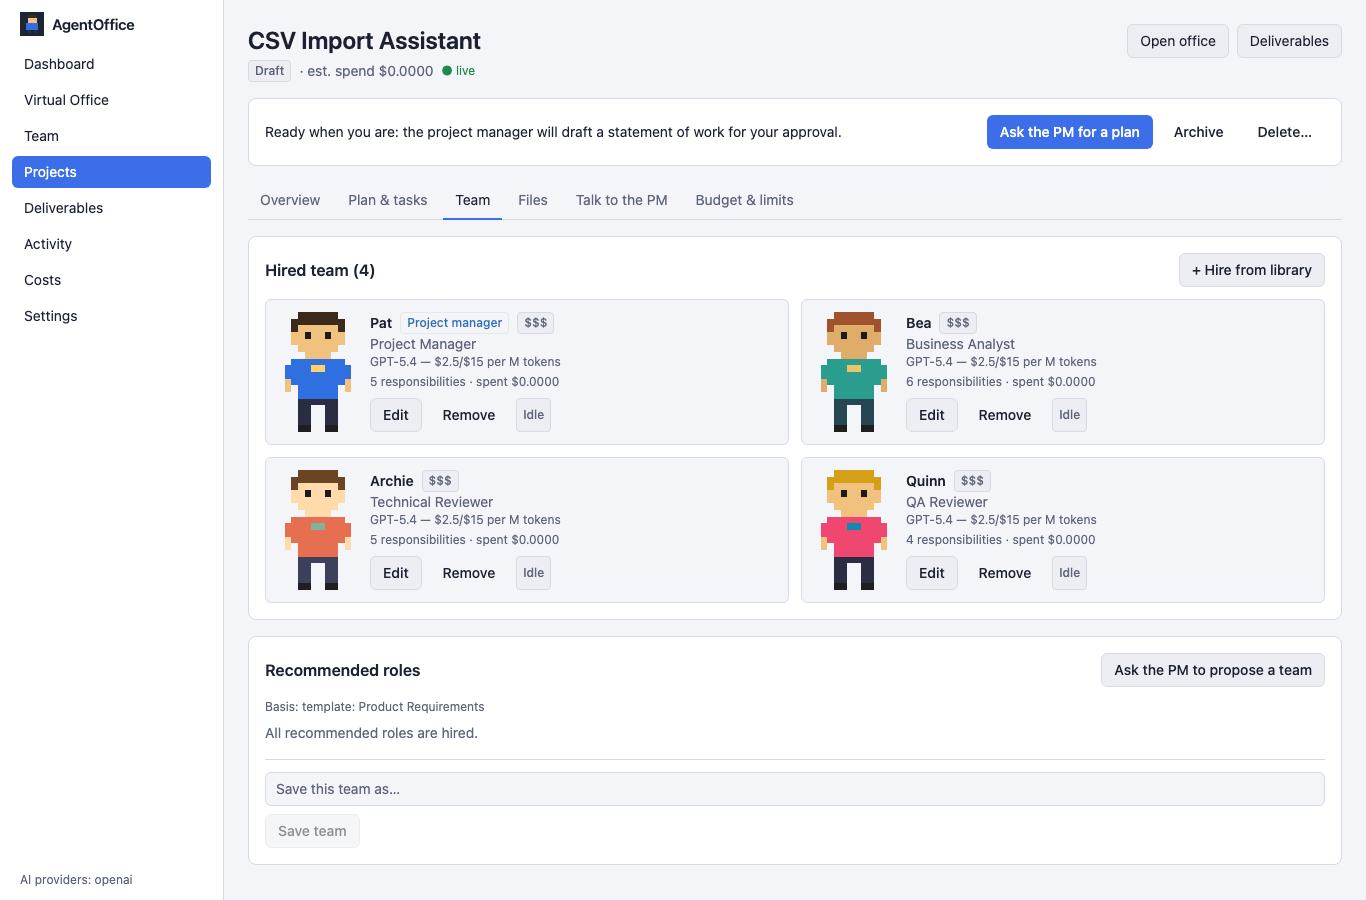 AgentOffice
Dashboard
Virtual Office
Team
Projects
Deliverables
Activity
Costs
Settings
AI providers: openai
CSV Import Assistant
Open office
Deliverables
Draft · est. spend $0.0000 live
Ready when you are: the project manager will draft a statement of work for your approval.
Ask the PM for a plan
Archive
Delete...
Overview
Plan & tasks
Team
Files
Talk to the PM
Budget & limits
Hired team (4)
+ Hire from library
Pat Project manager $$$
Project Manager
GPT-5.4 — $2.5/$15 per M tokens
5 responsibilities · spent $0.0000
Edit Remove Idle
Bea $$$
Business Analyst
GPT-5.4 — $2.5/$15 per M tokens
6 responsibilities · spent $0.0000
Edit Remove Idle
Archie $$$
Technical Reviewer
GPT-5.4 — $2.5/$15 per M tokens
5 responsibilities · spent $0.0000
Edit Remove Idle
Quinn $$$
QA Reviewer
GPT-5.4 — $2.5/$15 per M tokens
4 responsibilities · spent $0.0000
Edit Remove Idle
Recommended roles
Ask the PM to propose a team
Basis: template: Product Requirements
All recommended roles are hired.
Save this team as...
Save team